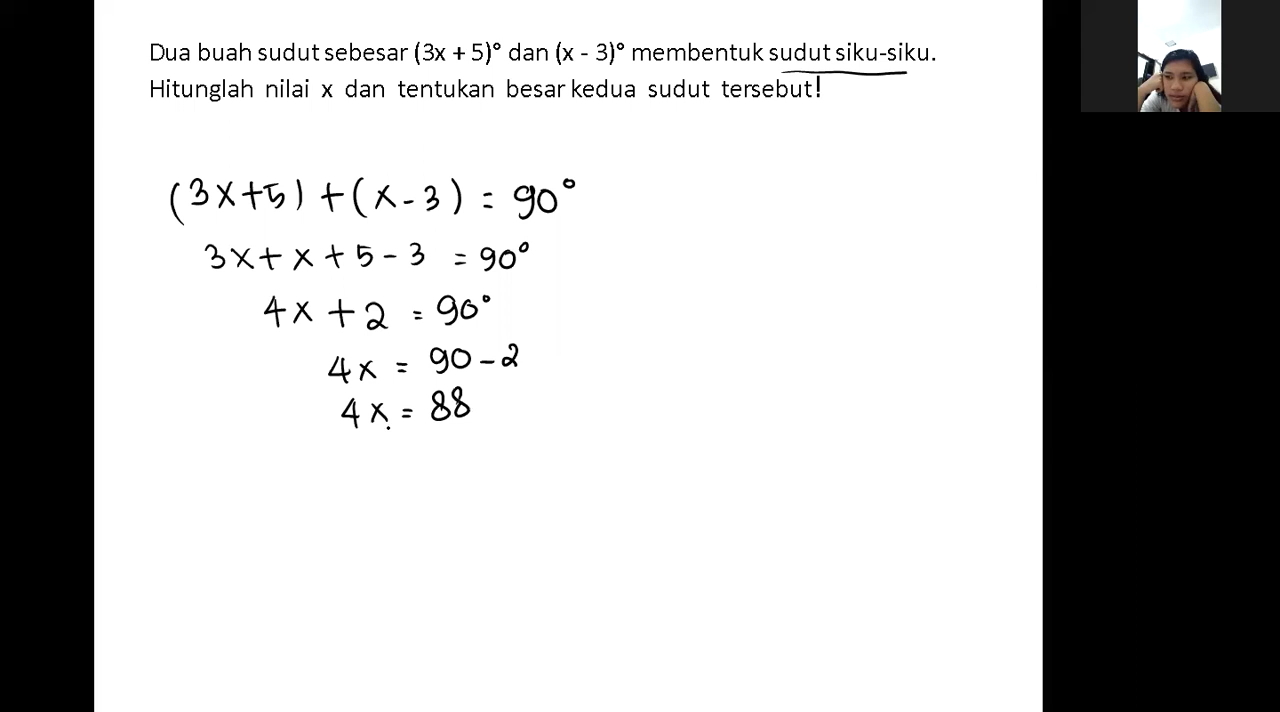 Dua buah sudut sebesar (3x + 5)° dan (x - 3)° membentuk sudut siku-siku.
Hitunglah nilai x dan tentukan besar kedua sudut tersebut!
(3x+5) + (x-3) = 90°
3x + x + 5 - 3 = 90°
4x + 2 = 90°
4x = 90 - 2
4x = 88